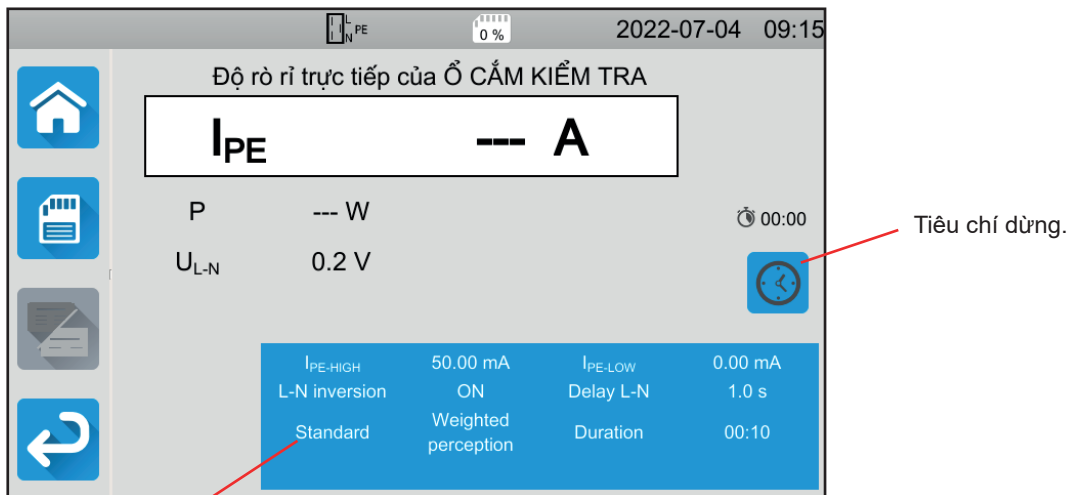 L N PE 0 % 2022-07-04 09:15
Độ rò rỉ trực tiếp của Ổ CẮM KIỂM TRA
IPE --- A
P --- W
00:00
Tiêu chí dừng.
UL-N 0.2 V
IPE-HIGH 50.00 mA IPE-LOW 0.00 mA
L-N inversion ON Delay L-N 1.0 s
Standard Weighted perception Duration 00:10